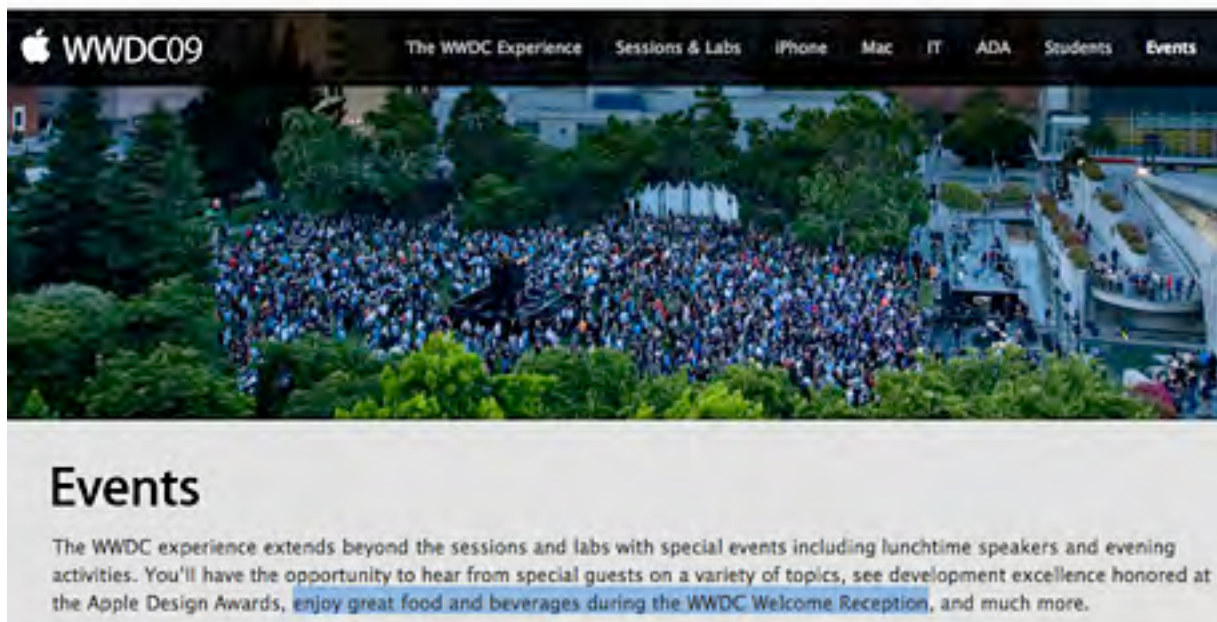 WWDC09
The WWDC Experience Sessions & Labs iPhone Mac IT ADA Students Events
Events
The WWDC experience extends beyond the sessions and labs with special events including lunchtime speakers and evening
activities. You'll have the opportunity to hear from special guests on a variety of topics, see development excellence honored at
the Apple Design Awards, enjoy great food and beverages during the WWDC Welcome Reception, and much more.